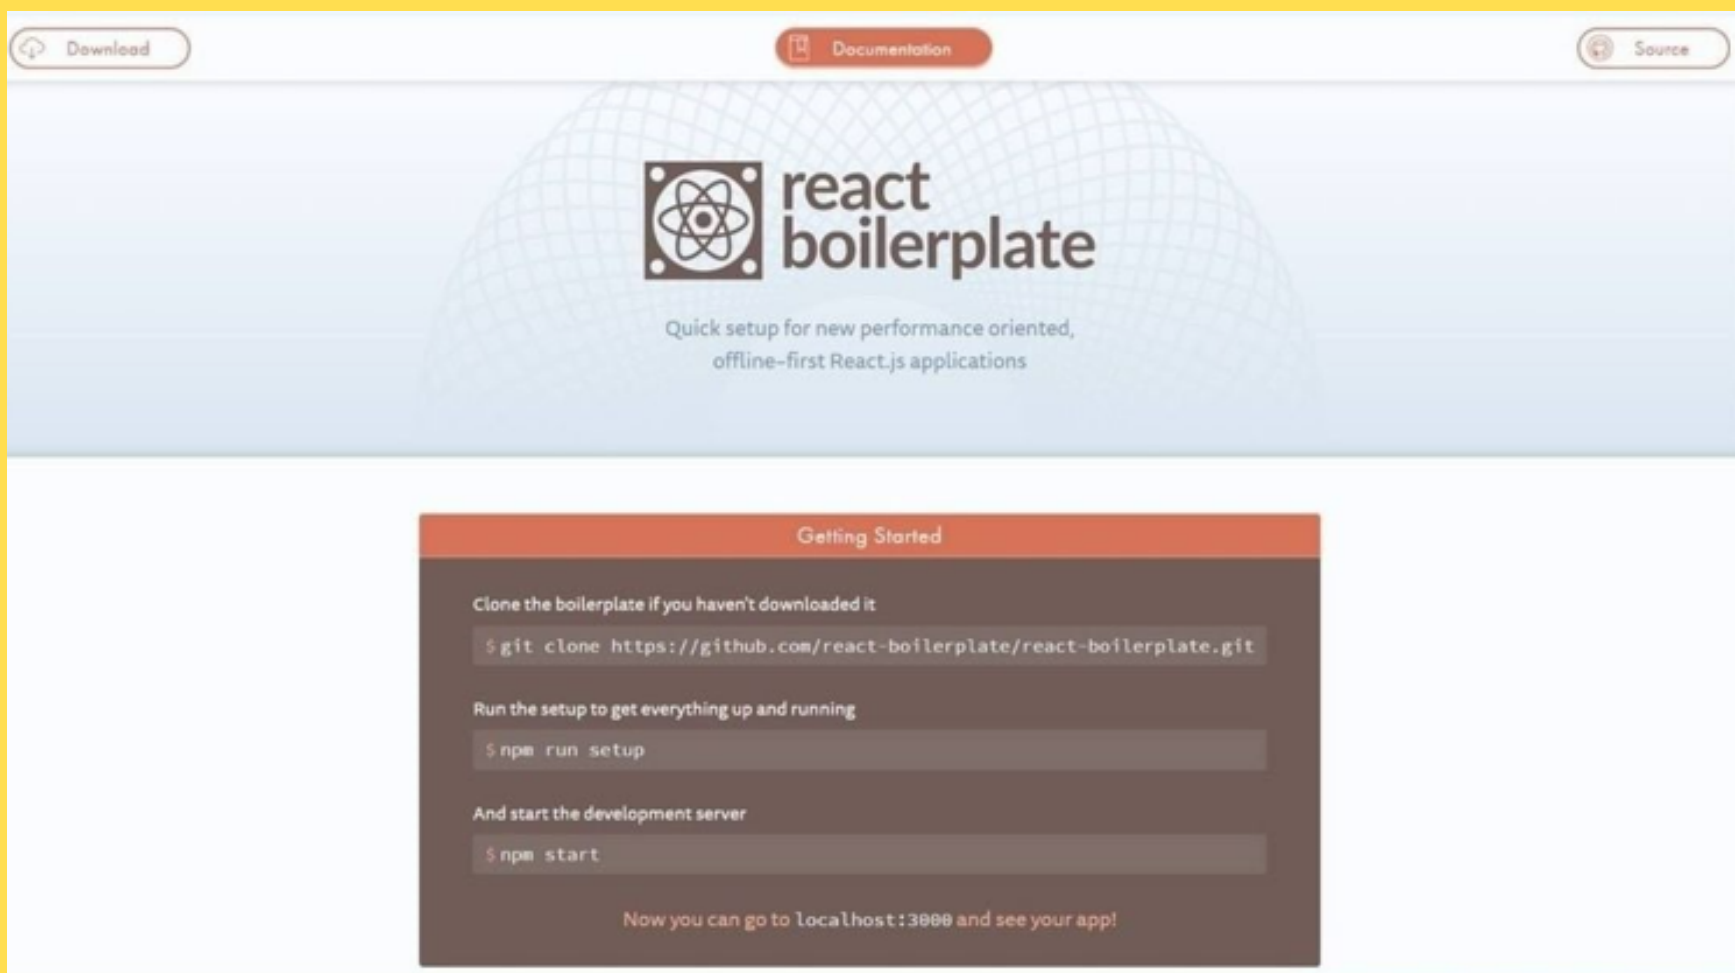 Download
Documentation
Source
react
boilerplate
Quick setup for new performance oriented,
offline-first React.js applications
Getting Started
Clone the boilerplate if you haven't downloaded it
$ git clone https://github.com/react-boilerplate/react-boilerplate.git
Run the setup to get everything up and running
$ npm run setup
And start the development server
$ npm start
Now you can go to localhost:3000 and see your app!